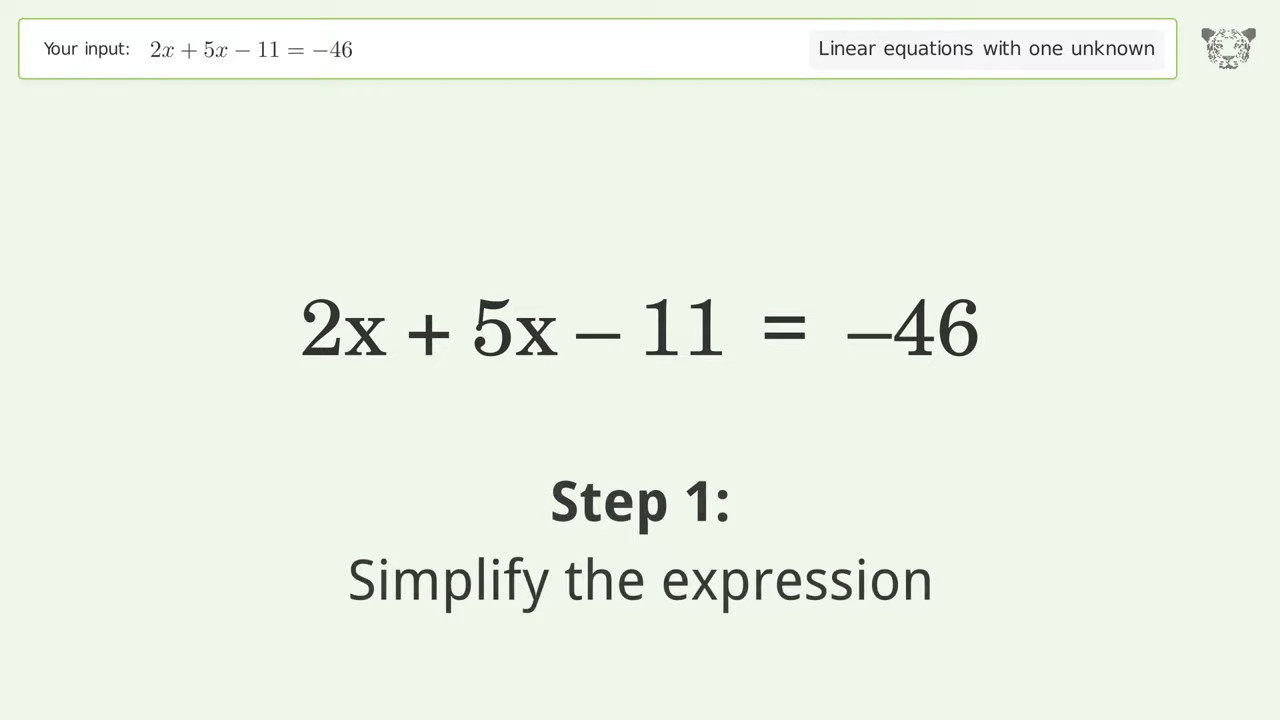 Your input: 2x + 5x − 11 = −46
Linear equations with one unknown
2x + 5x – 11 = –46
Step 1:
Simplify the expression